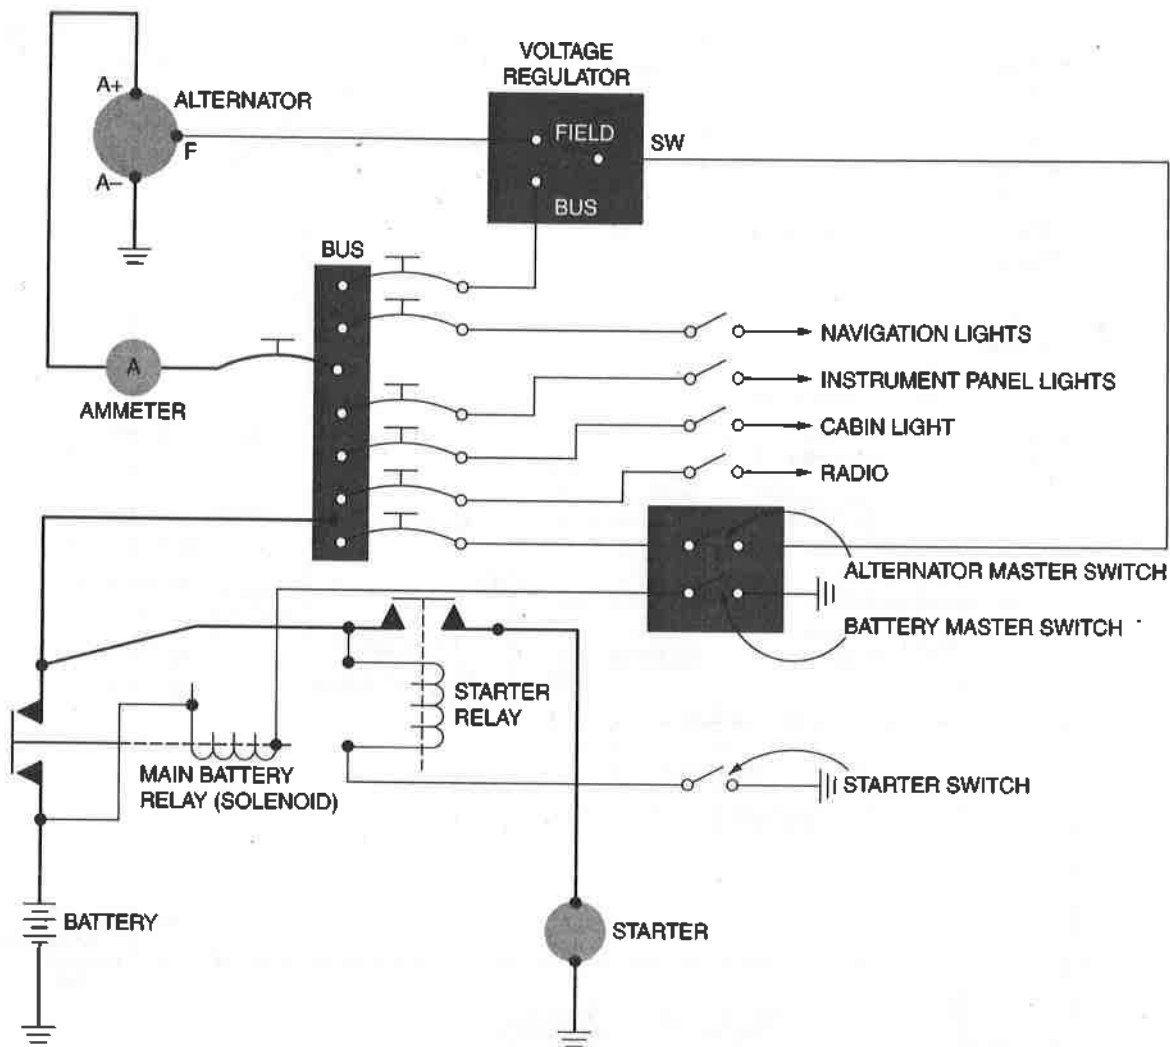 VOLTAGE
REGULATOR
A+
ALTERNATOR
F
A–
FIELD
SW
BUS
BUS
NAVIGATION LIGHTS
A
INSTRUMENT PANEL LIGHTS
AMMETER
CABIN LIGHT
RADIO
ALTERNATOR MASTER SWITCH
BATTERY MASTER SWITCH
STARTER
RELAY
MAIN BATTERY
RELAY (SOLENOID)
STARTER SWITCH
BATTERY
STARTER